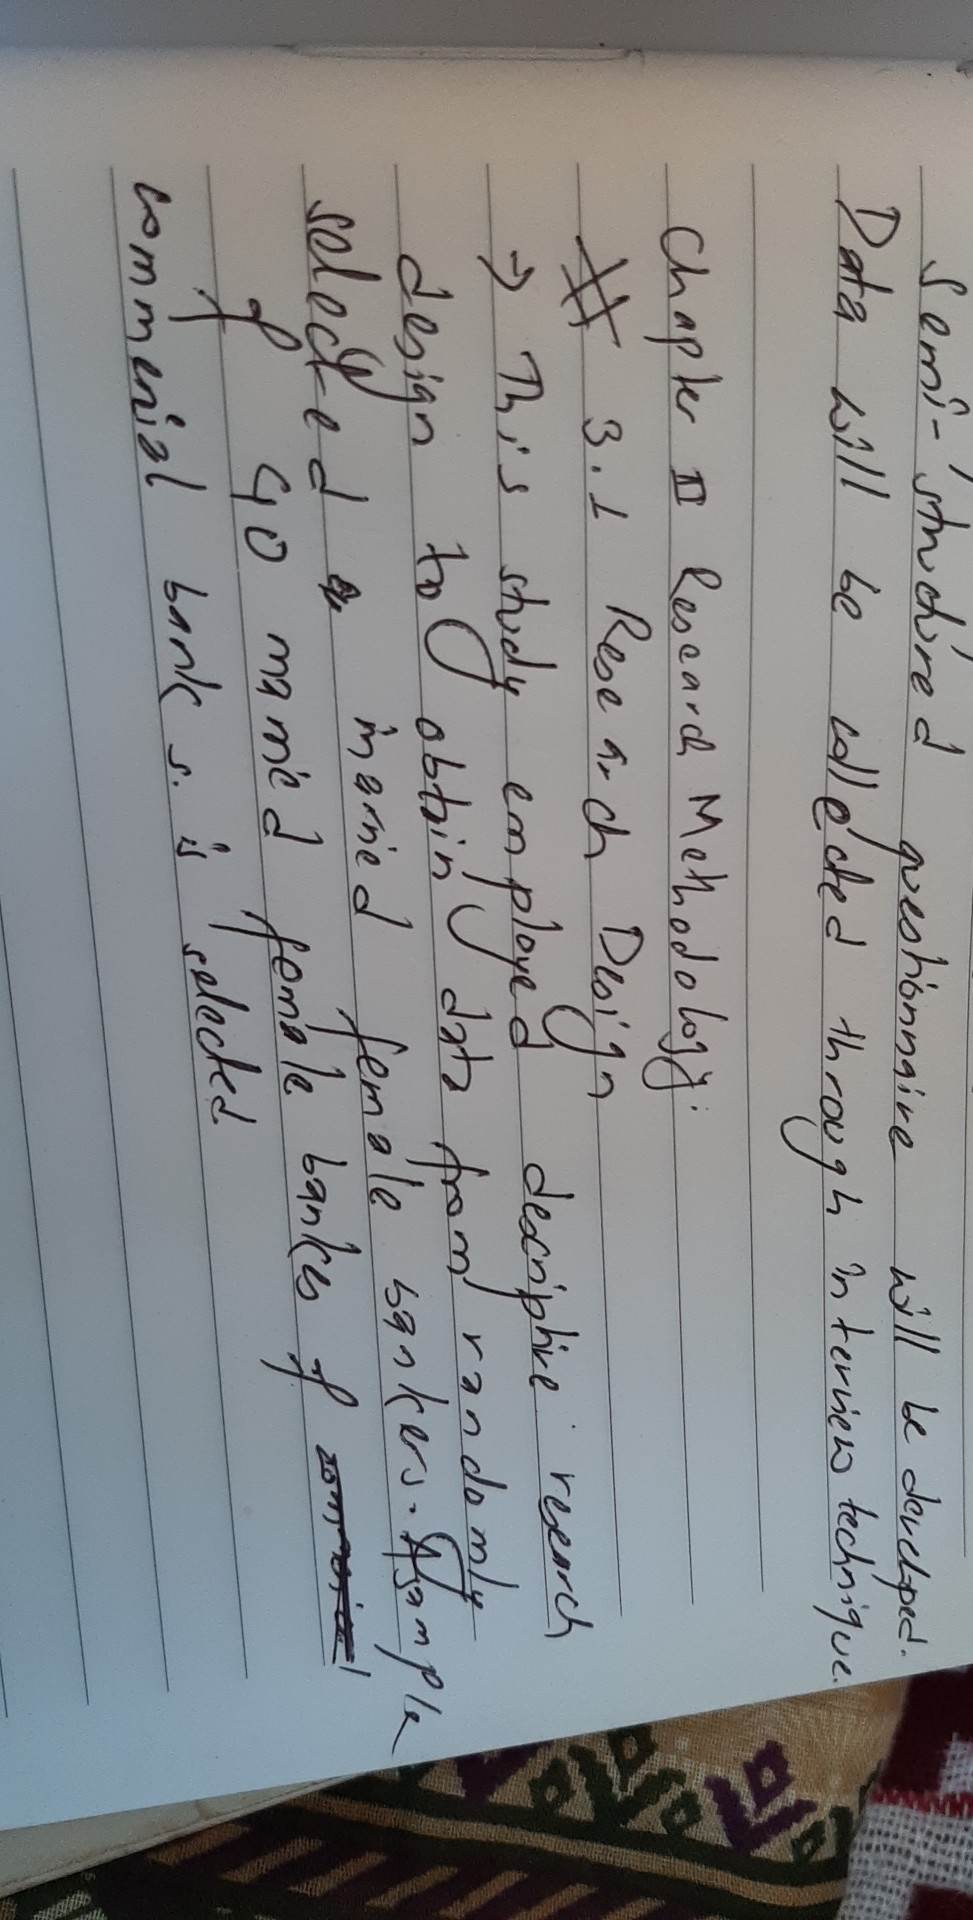 Semi-structured questionnaire will be developed.
Data will be collected through interview technique.
Chapter II Research Methodology:
# 3.1 Research Design
→ This study employed descriptive research
design to obtain data from randomly
selected married female bankers. A sample
of 40 married female bankes of
commercial banks. is selected